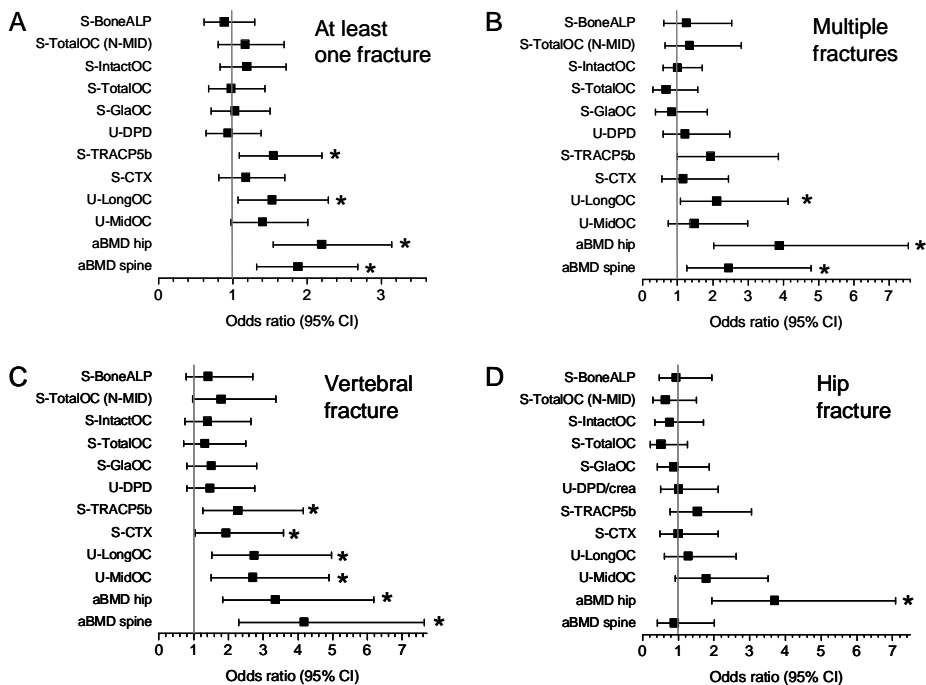 A
At least
one fracture
S-BoneALP
S-TotalOC (N-MID)
S-IntactOC
S-TotalOC
S-GlaOC
U-DPD
S-TRACP5b *
S-CTX
U-LongOC *
U-MidOC
aBMD hip *
aBMD spine *
0 1 2 3
Odds ratio (95% CI)
B
Multiple
fractures
S-BoneALP
S-TotalOC (N-MID)
S-IntactOC
S-TotalOC
S-GlaOC
U-DPD
S-TRACP5b
S-CTX
U-LongOC *
U-MidOC
aBMD hip *
aBMD spine *
0 1 2 3 4 5 6 7
Odds ratio (95% CI)
C
Vertebral
fracture
S-BoneALP
S-TotalOC (N-MID)
S-IntactOC
S-TotalOC
S-GlaOC
U-DPD
S-TRACP5b *
S-CTX *
U-LongOC *
U-MidOC *
aBMD hip *
aBMD spine *
0 1 2 3 4 5 6 7
Odds ratio (95% CI)
D
Hip
fracture
S-BoneALP
S-TotalOC (N-MID)
S-IntactOC
S-TotalOC
S-GlaOC
U-DPD/crea
S-TRACP5b
S-CTX
U-LongOC
U-MidOC
aBMD hip *
aBMD spine
0 1 2 3 4 5 6 7
Odds ratio (95% CI)